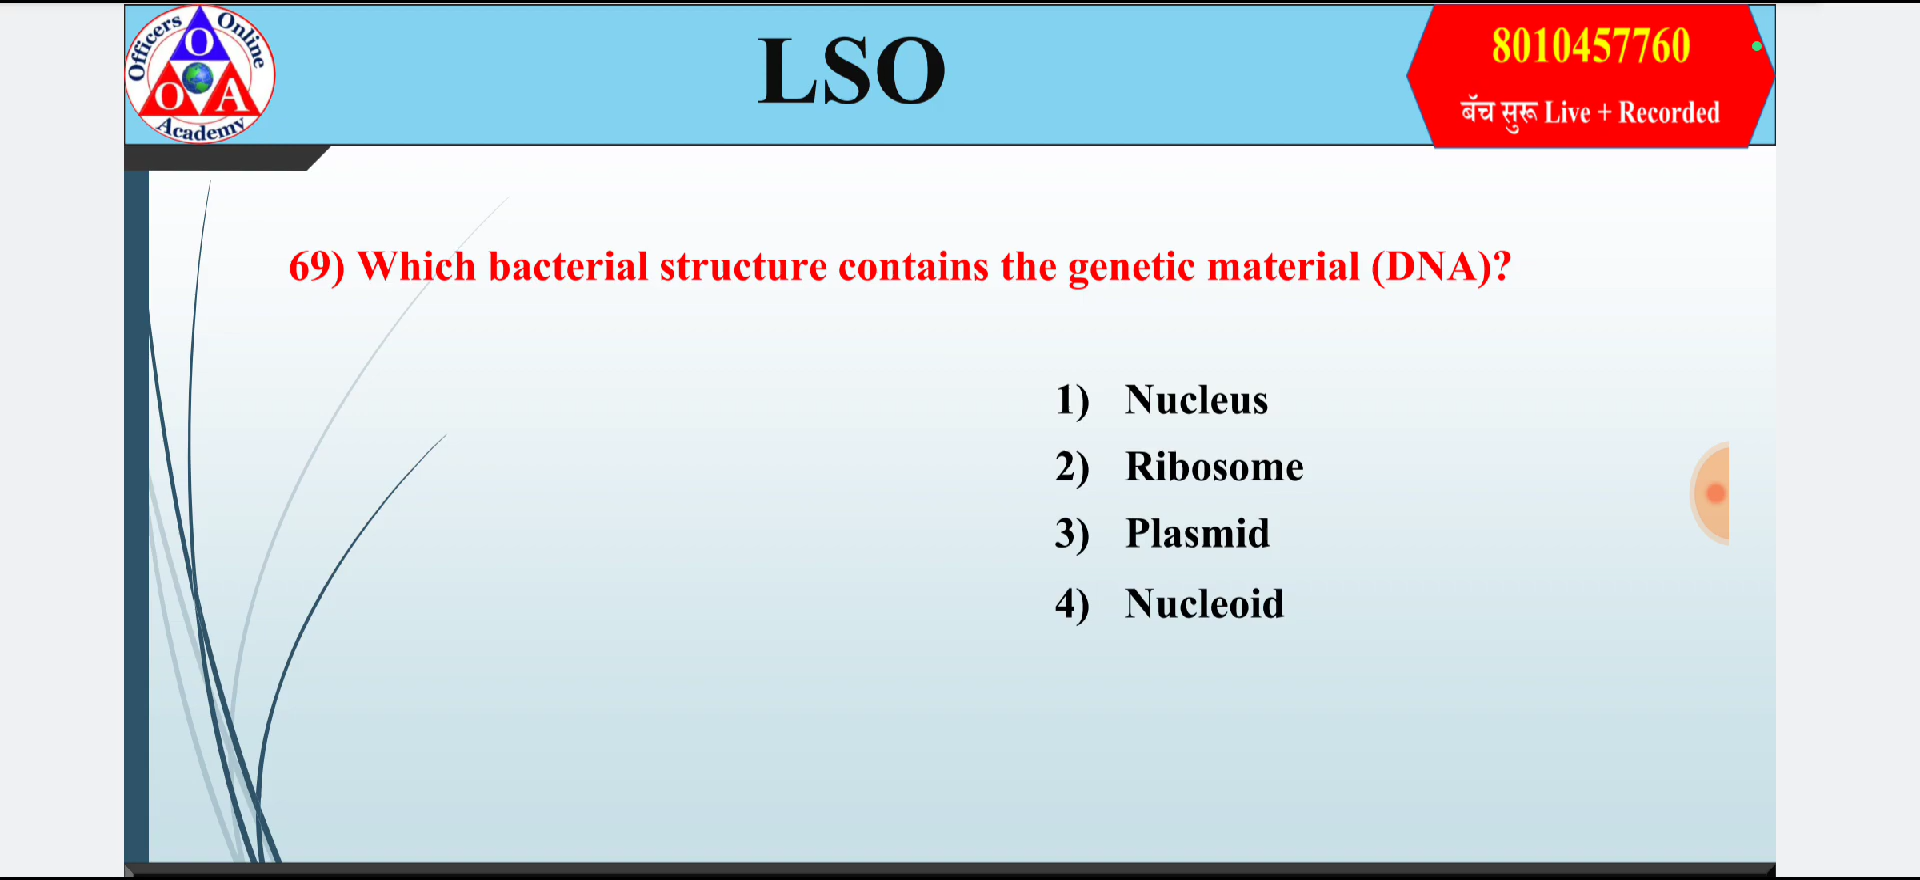 Officers Online Academy
O
O A
LSO
8010457760
बॅच सुरू Live + Recorded
69) Which bacterial structure contains the genetic material (DNA)?
1) Nucleus
2) Ribosome
3) Plasmid
4) Nucleoid